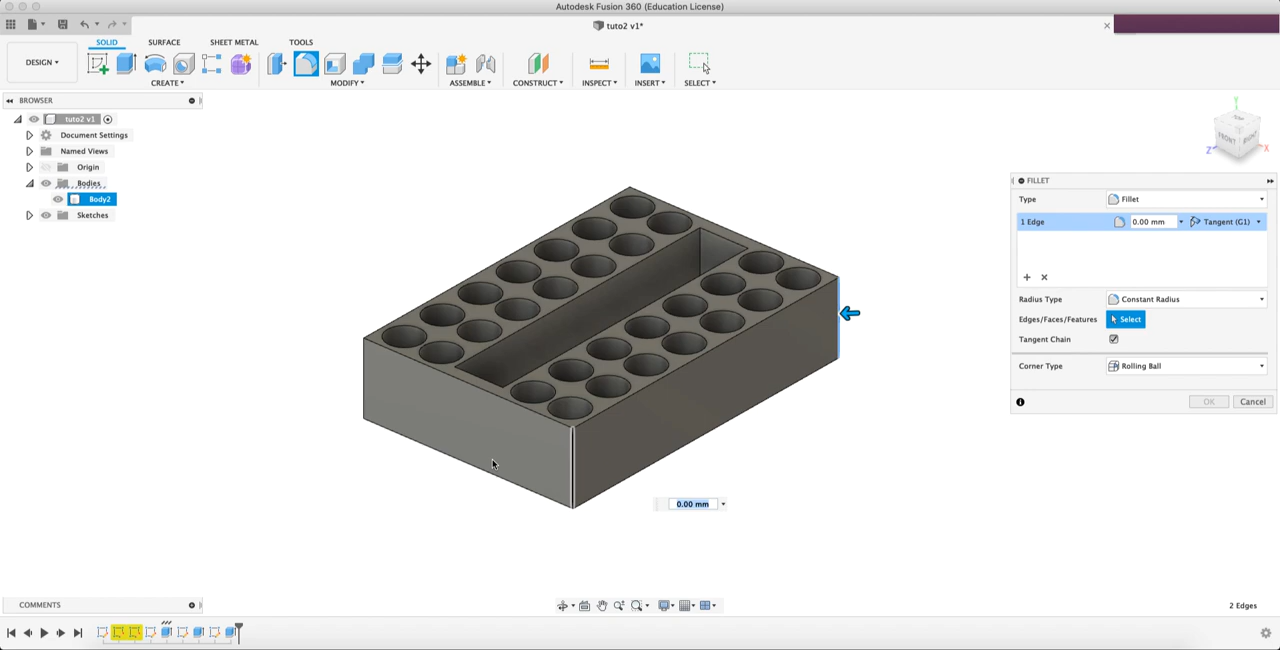 Autodesk Fusion 360 (Education License)
tuto2 v1*
DESIGN
SOLID SURFACE SHEET METAL TOOLS
CREATE MODIFY ASSEMBLE CONSTRUCT INSPECT INSERT SELECT
BROWSER
tuto2 v1
Document Settings
Named Views
Origin
Bodies
Body2
Sketches
TOP
FRONT
RIGHT
Y
Z
X
FILLET
Type Fillet
1 Edge 0.00 mm Tangent (G1)
Radius Type Constant Radius
Edges/Faces/Features Select
Tangent Chain
Corner Type Rolling Ball
OK Cancel
0.00 mm
COMMENTS
2 Edges